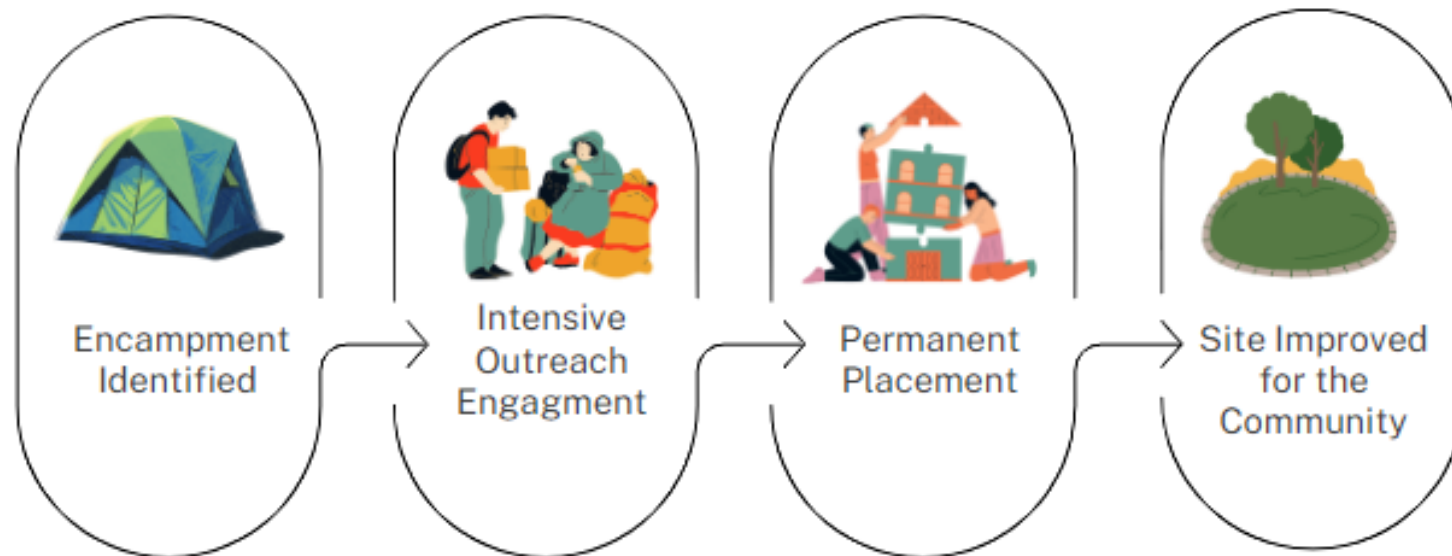 Encampment
Identified
Intensive
Outreach
Engagment
Permanent
Placement
Site Improved
for the
Community